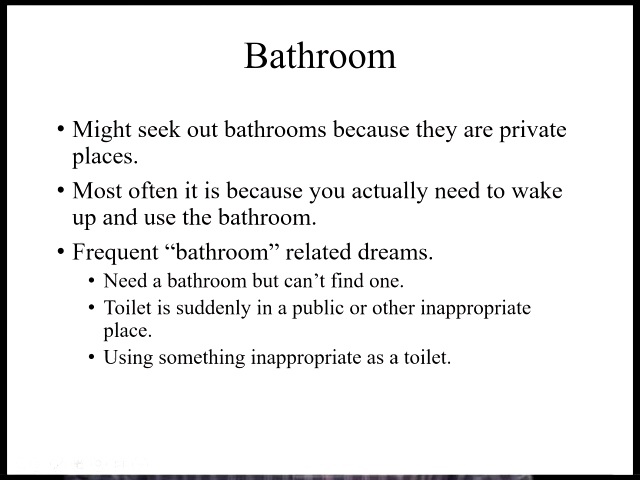 Bathroom
• Might seek out bathrooms because they are private
places.
• Most often it is because you actually need to wake
up and use the bathroom.
• Frequent “bathroom” related dreams.
• Need a bathroom but can’t find one.
• Toilet is suddenly in a public or other inappropriate
place.
• Using something inappropriate as a toilet.